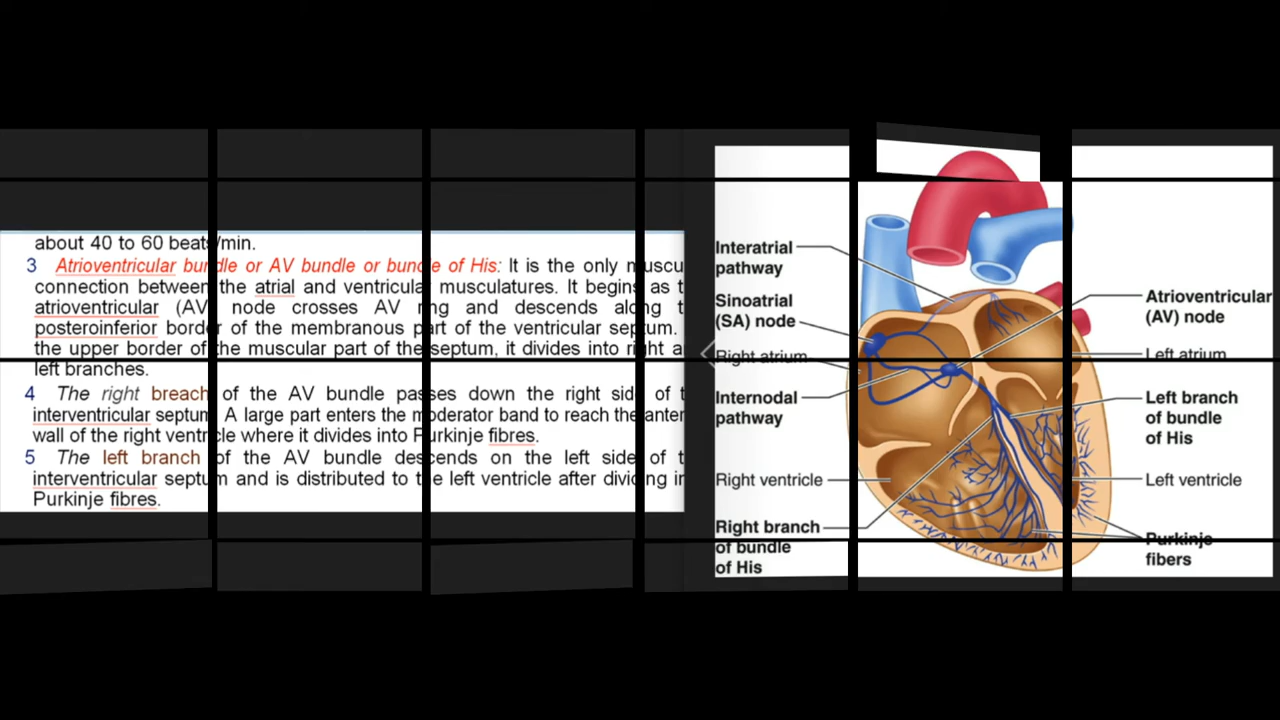 about 40 to 60 beats/min.
3 Atrioventricular bundle or AV bundle or bundle of His: It is the only muscu
connection between the atrial and ventricular musculatures. It begins as t
atrioventricular (AV) node crosses AV ring and descends along t
posteroinferior border of the membranous part of the ventricular septum.
the upper border of the muscular part of the septum, it divides into right a
left branches.
4 The right breach of the AV bundle passes down the right side of t
interventricular septum. A large part enters the moderator band to reach the anter
wall of the right ventricle where it divides into Purkinje fibres.
5 The left branch of the AV bundle descends on the left side of t
interventricular septum and is distributed to the left ventricle after dividing in
Purkinje fibres.
Interatrial
pathway
Sinoatrial
(SA) node
Right atrium
Internodal
pathway
Right ventricle
Right branch
of bundle
of His
Atrioventricular
(AV) node
Left atrium
Left branch
of bundle
of His
Left ventricle
Purkinje
fibers